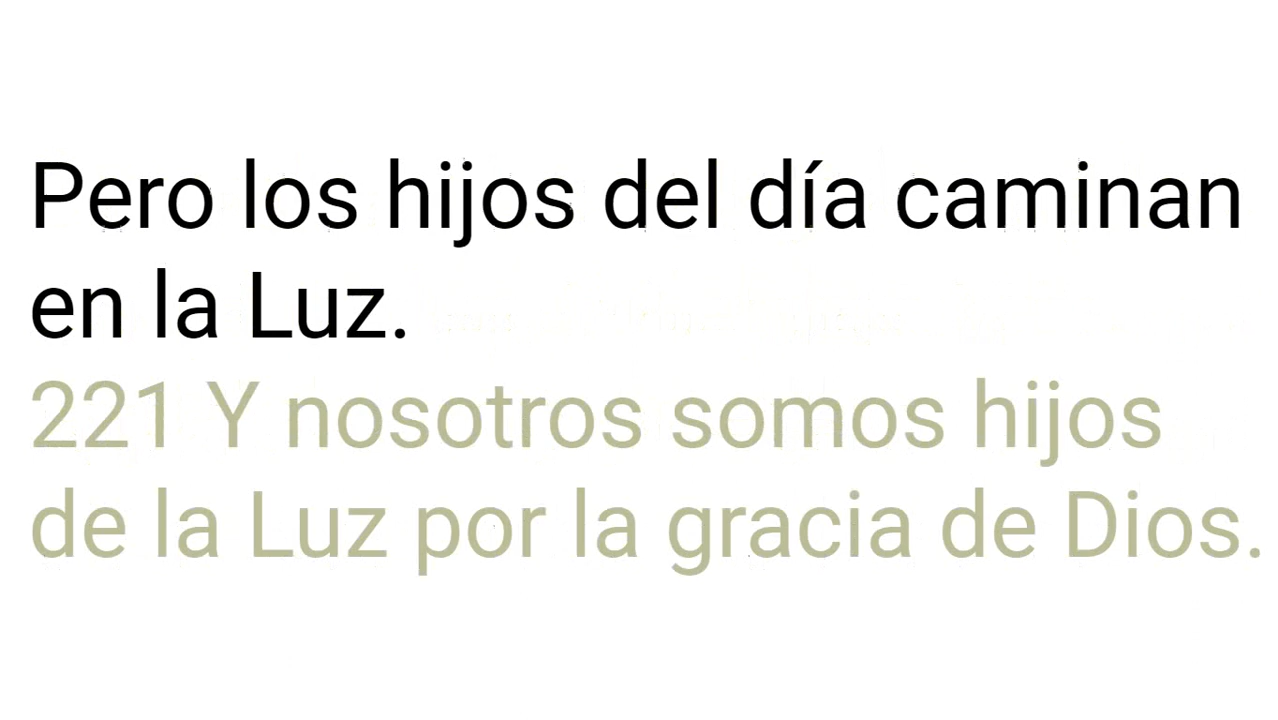 Pero los hijos del día caminan
en la Luz.
221 Y nosotros somos hijos
de la Luz por la gracia de Dios.